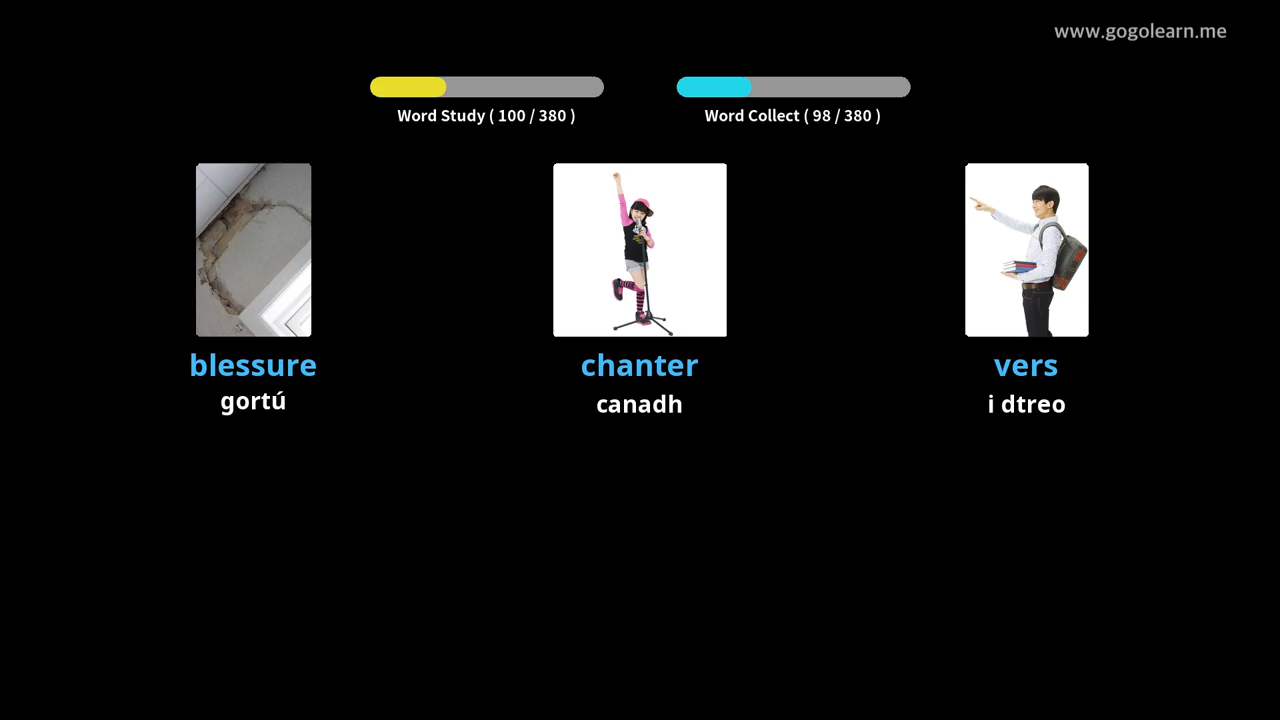 www.gogolearn.me
Word Study ( 100 / 380 )
Word Collect ( 98 / 380 )
blessure
gortú
chanter
canadh
vers
i dtreo